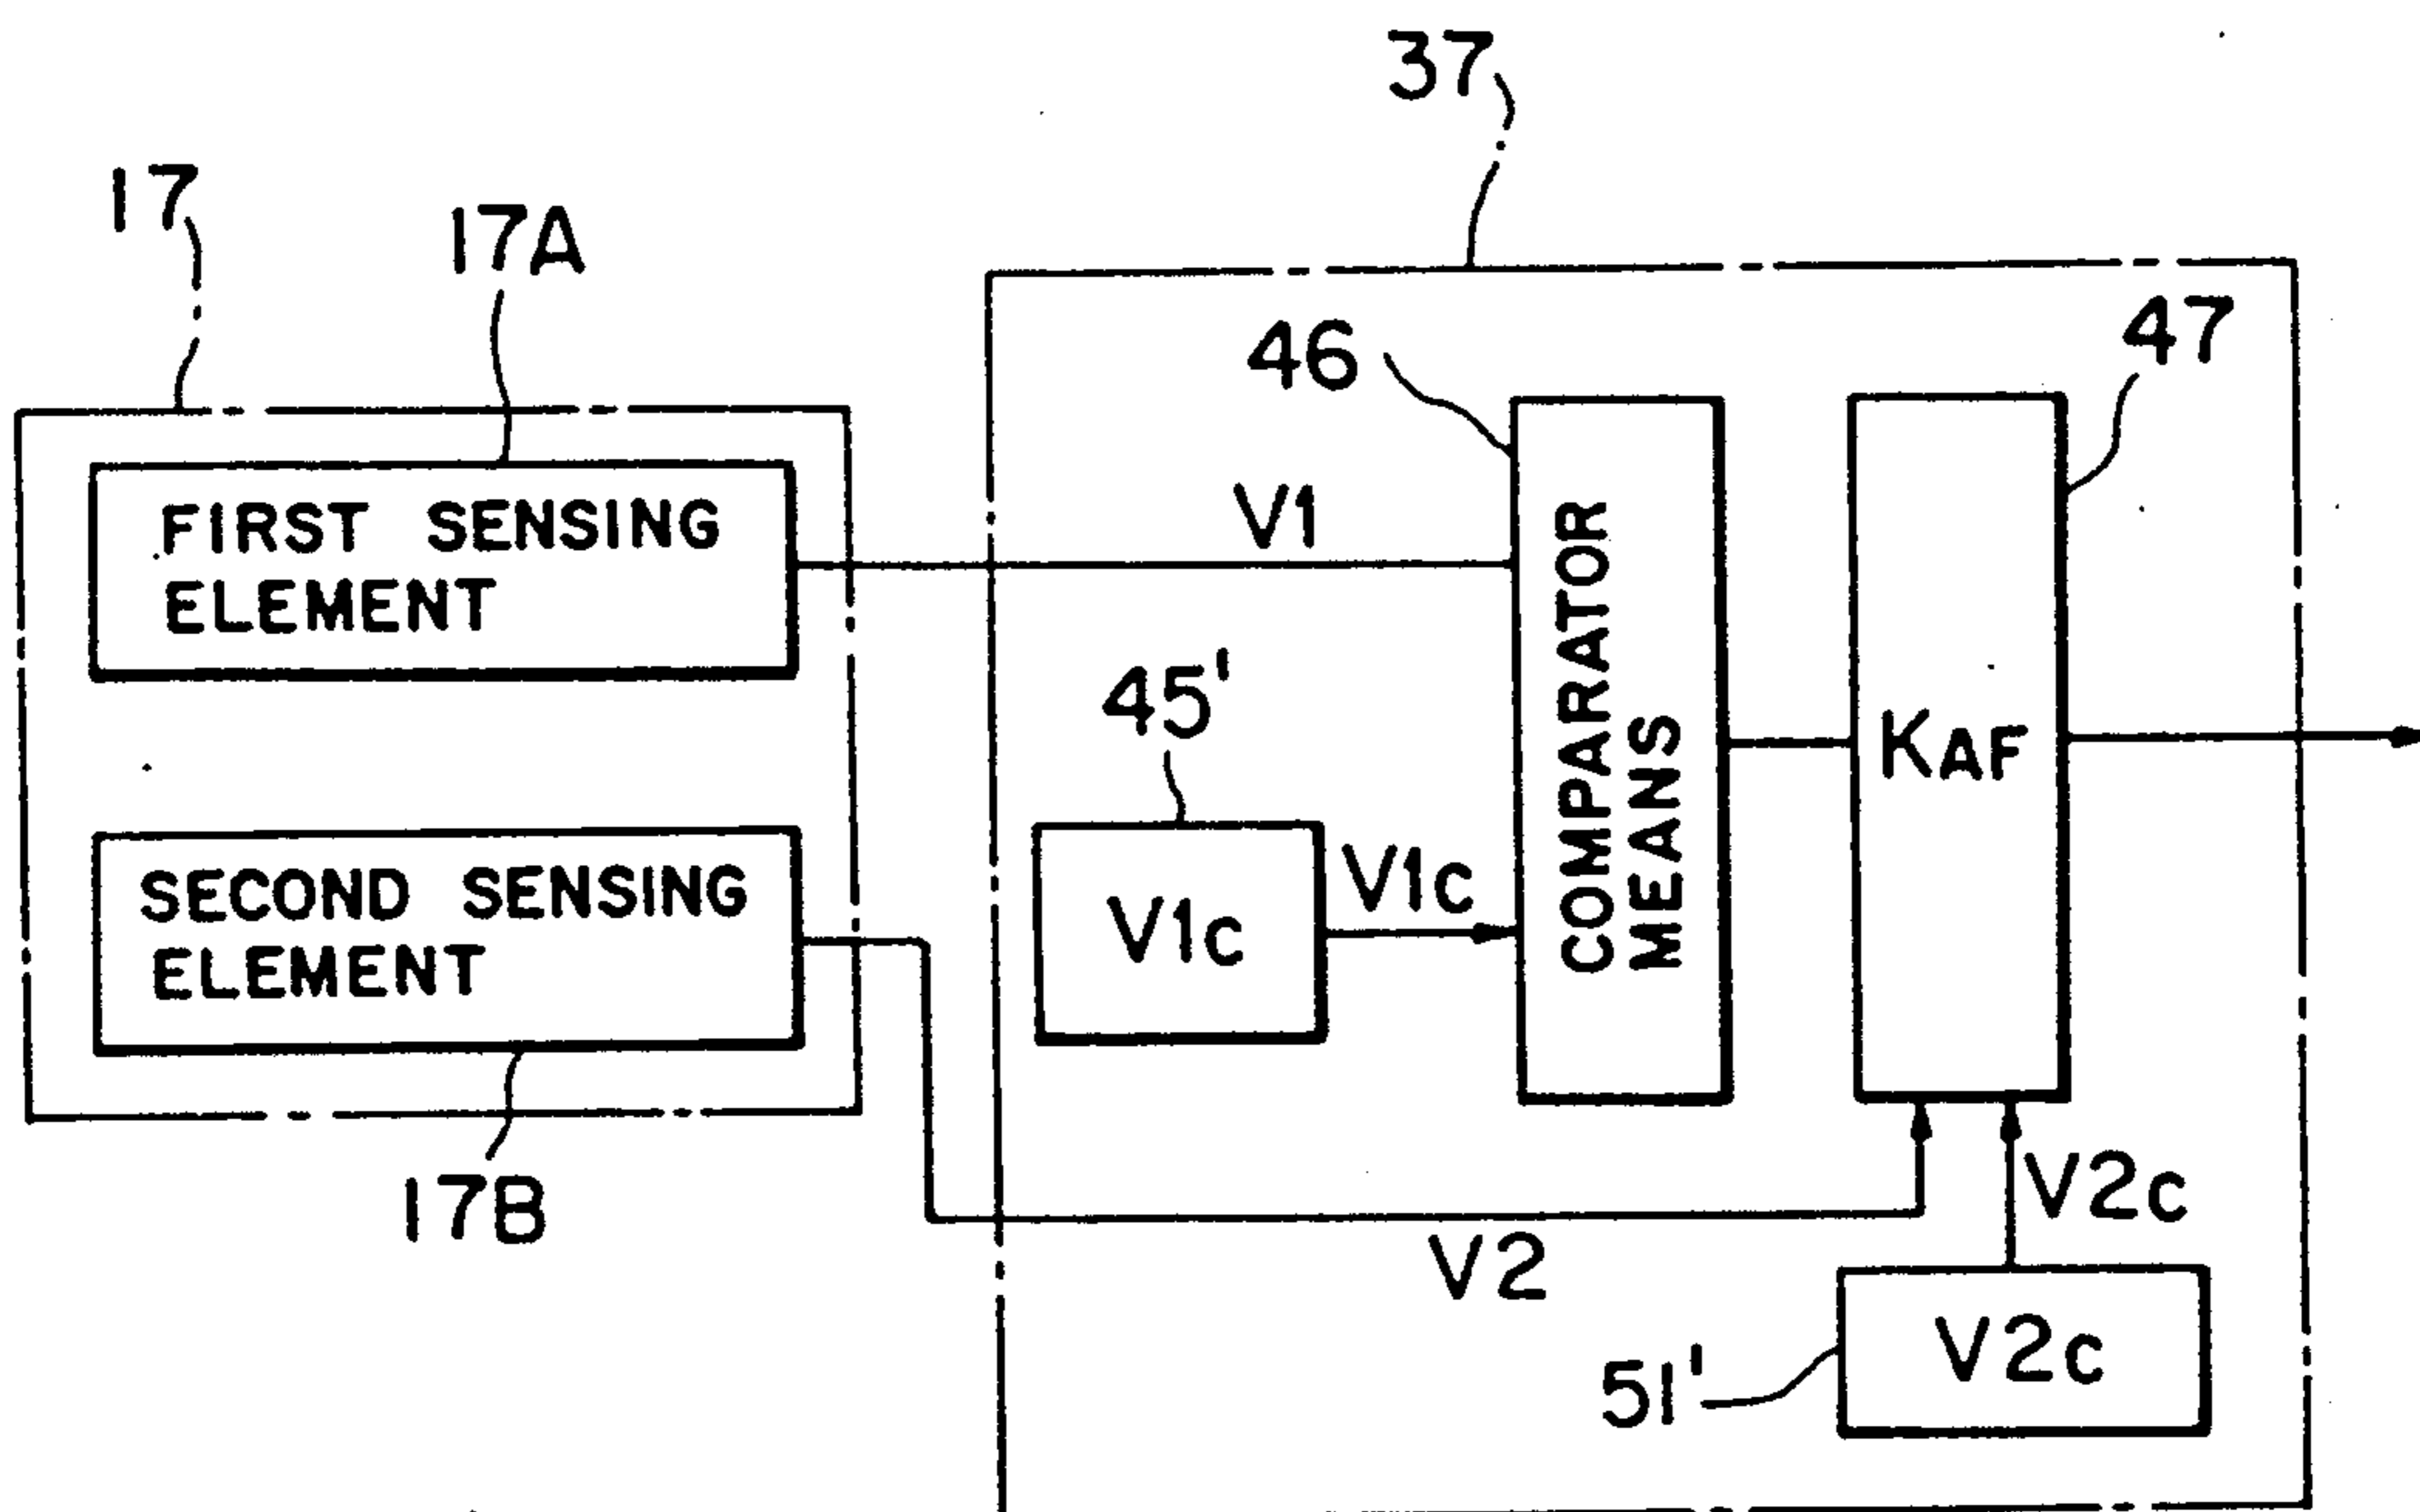 37
17
17A
46
47
V1
FIRST SENSING
ELEMENT
COMPARATOR
MEANS
KAF
45'
V1c
V1c
SECOND SENSING
ELEMENT
17B
V2
V2c
V2c
51'